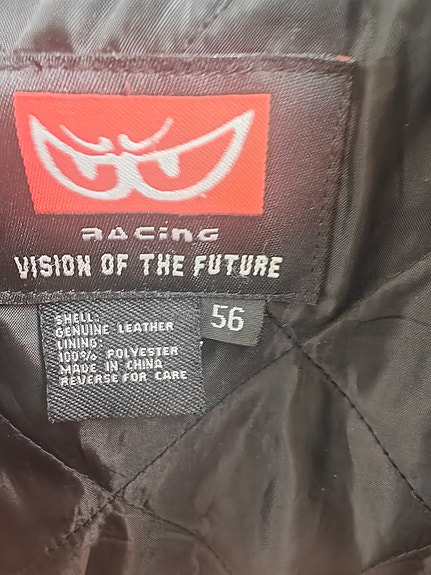 RACING
VISION OF THE FUTURE
56
SHELL:
GENUINE LEATHER
LINING:
100% POLYESTER
MADE IN CHINA
REVERSE FOR CARE